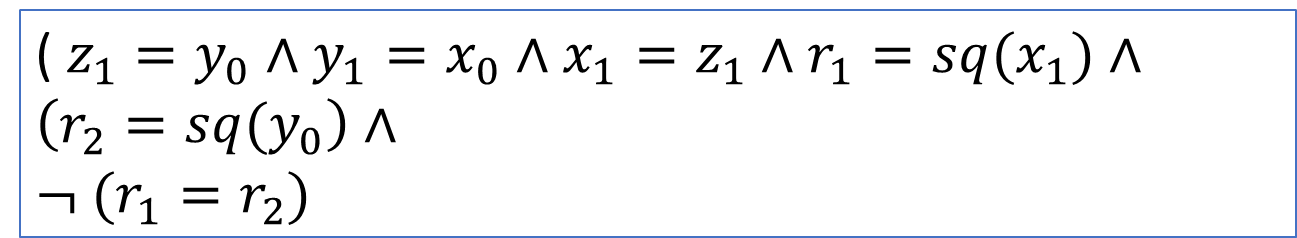 ( z₁ = y₀ ∧ y₁ = x₀ ∧ x₁ = z₁ ∧ r₁ = sq(x₁) ∧
(r₂ = sq(y₀) ∧
¬ (r₁ = r₂)